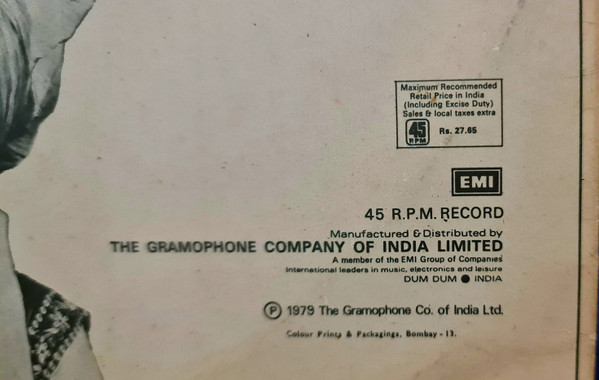 Maximum Recommended
Retail Price in India
(Including Excise Duty)
Sales & local taxes extra
45 RPM Rs. 27.65
EMI
45 R.P.M. RECORD
Manufactured & Distributed by
THE GRAMOPHONE COMPANY OF INDIA LIMITED
A member of the EMI Group of Companies
International leaders in music, electronics and leisure
DUM DUM ● INDIA
Ⓟ 1979 The Gramophone Co. of India Ltd.
Colour Prints & Packagings, Bombay - 13.